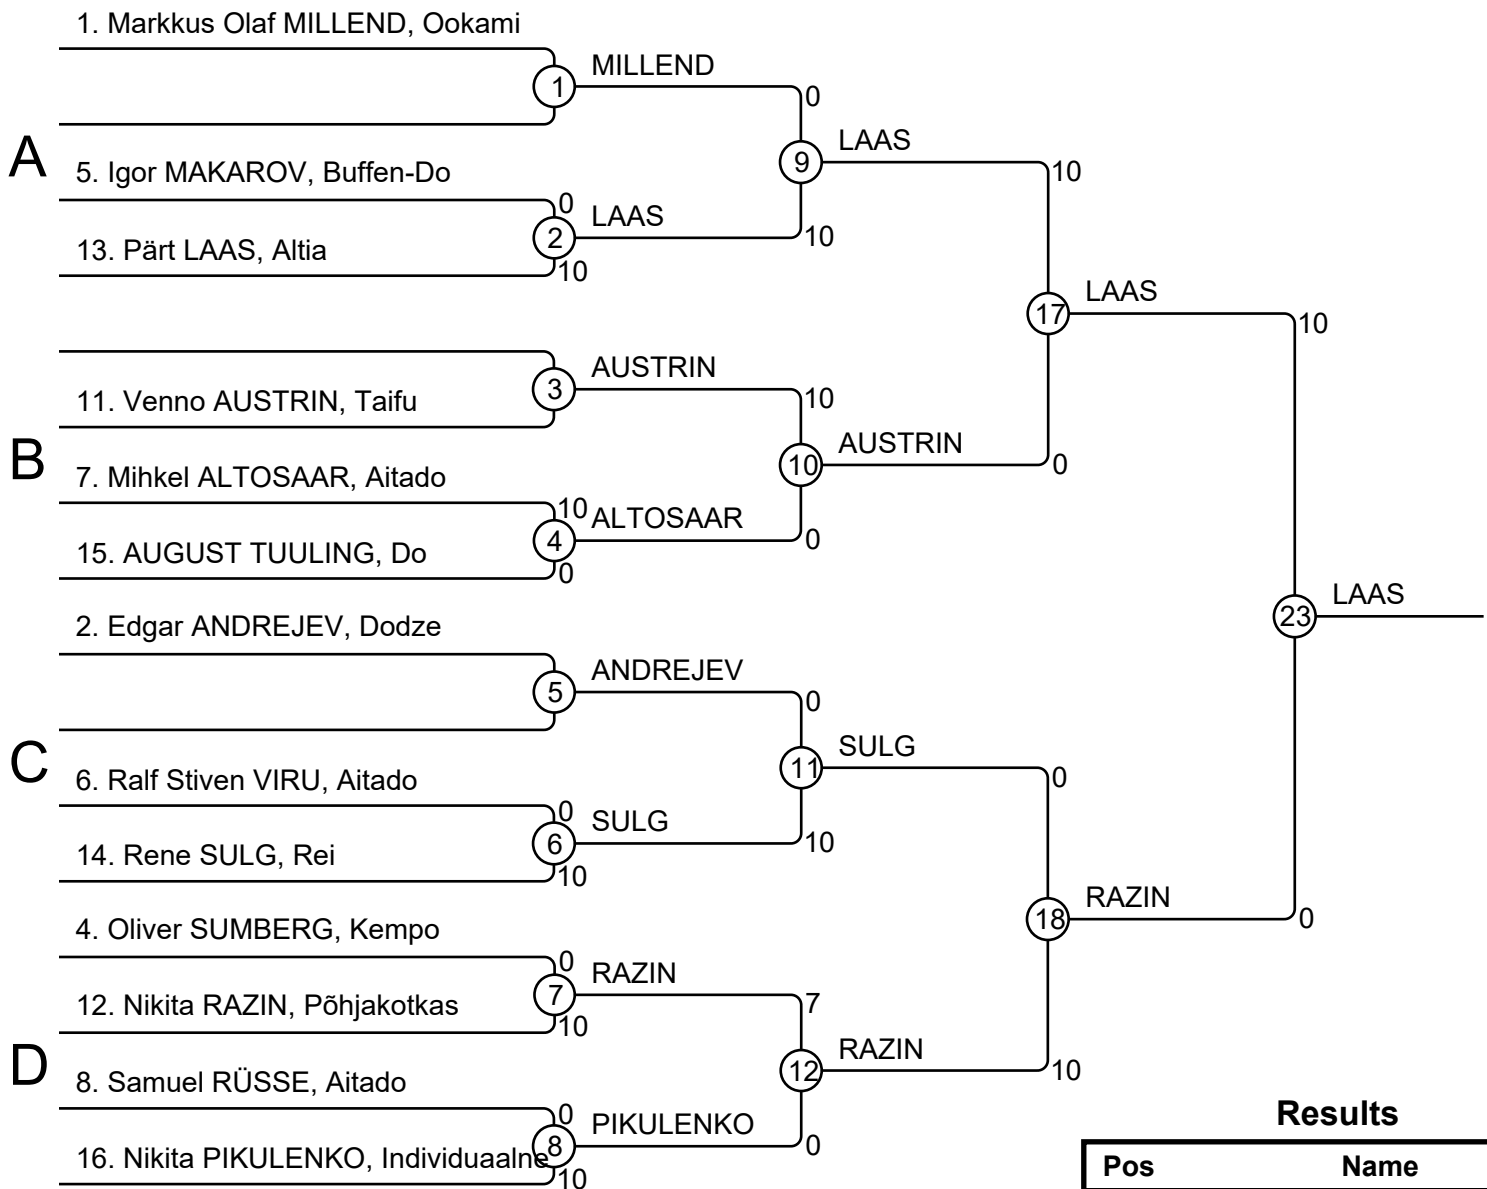 1. Markkus Olaf MILLEND, Ookami
1
MILLEND
0
A
5. Igor MAKAROV, Buffen-Do
0
13. Pärt LAAS, Altia
2
10
LAAS
9
10
LAAS
10
11. Venno AUSTRIN, Taifu
3
AUSTRIN
10
B
7. Mihkel ALTOSAAR, Aitado
10
15. AUGUST TUULING, Do
4
0
ALTOSAAR
10
0
AUSTRIN
0
17
LAAS
10
2. Edgar ANDREJEV, Dodze
5
ANDREJEV
0
C
6. Ralf Stiven VIRU, Aitado
0
14. Rene SULG, Rei
6
10
SULG
11
10
SULG
0
4. Oliver SUMBERG, Kempo
0
12. Nikita RAZIN, Põhjakotkas
7
10
RAZIN
7
D
8. Samuel RÜSSE, Aitado
0
16. Nikita PIKULENKO, Individuaalne
8
10
PIKULENKO
12
0
RAZIN
10
18
RAZIN
0
23
LAAS
Results
Pos Name